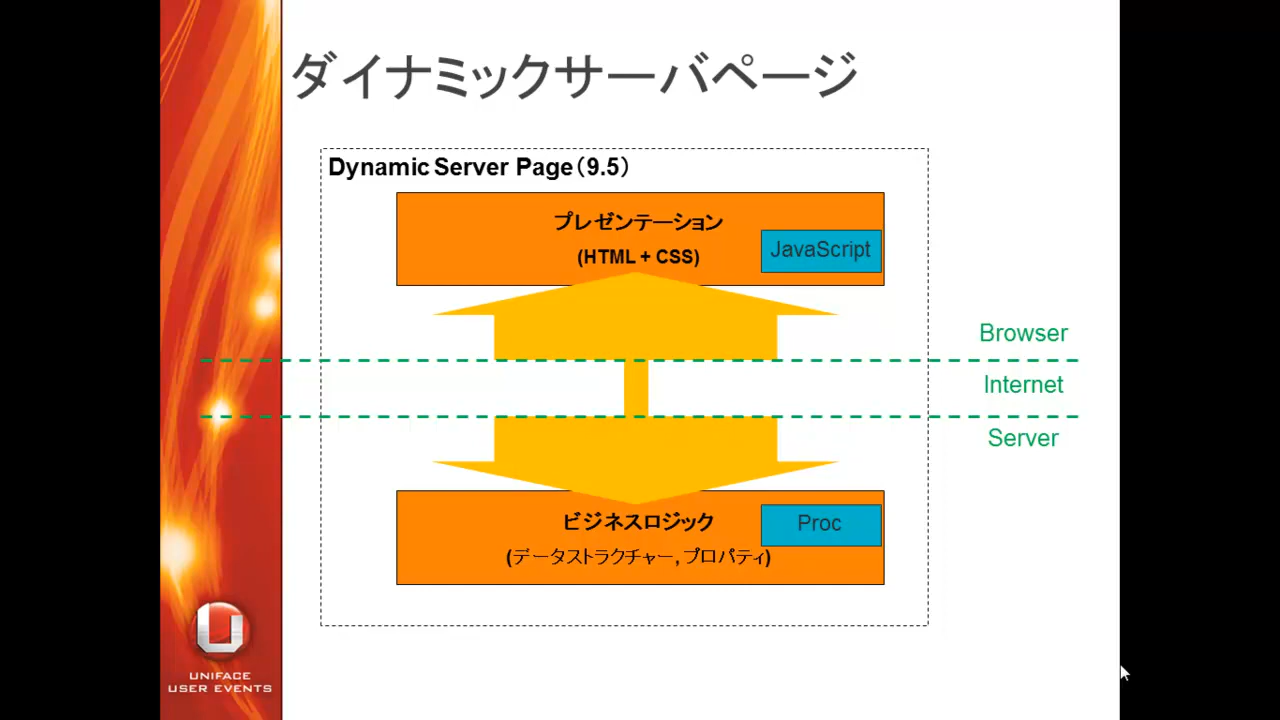 ダイナミックサーバページ
Dynamic Server Page（9.5）
プレゼンテーション
(HTML + CSS)
JavaScript
Browser
Internet
Server
ビジネスロジック
Proc
(データストラクチャー, プロパティ)
UNIFACE
USER EVENTS